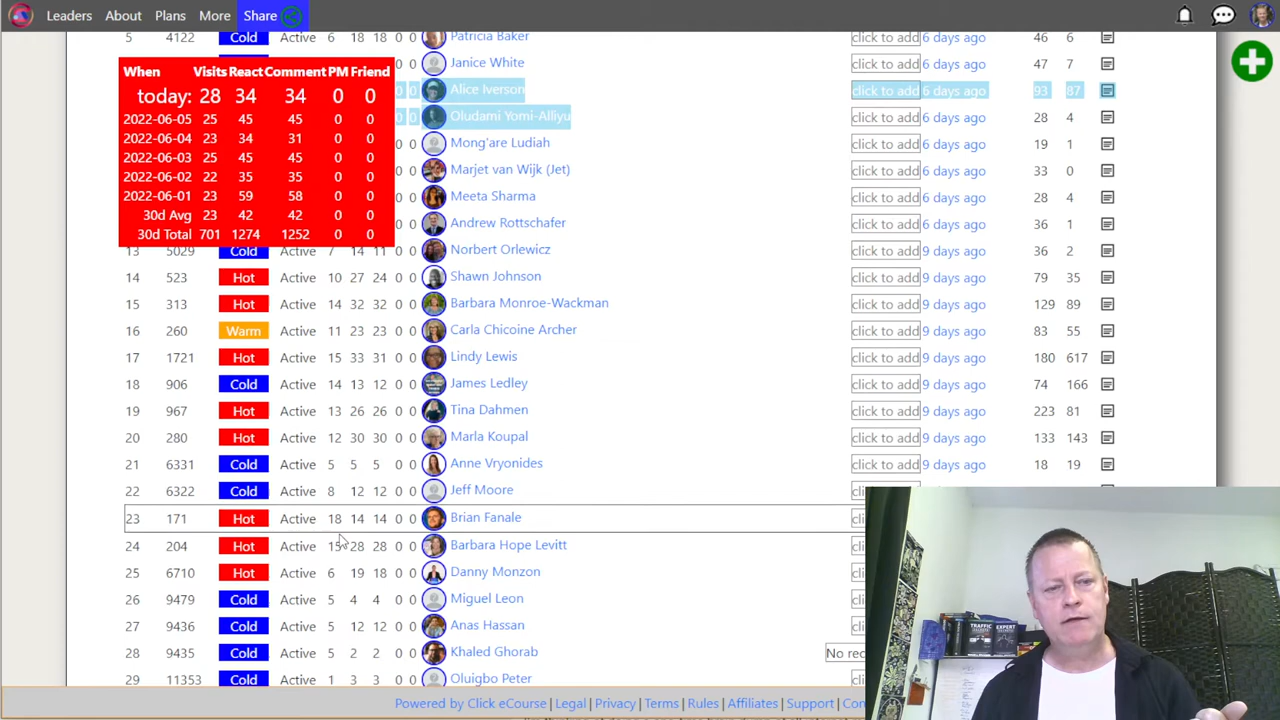 Leaders About Plans More Share
5 4122 Cold Active 6 18 18 0 0 Patricia Baker click to add 6 days ago 46 6
Janice White click to add 6 days ago 47 7
Alice Iverson click to add 6 days ago 93 87
Oludami Yomi-Alliyu click to add 6 days ago 28 4
Mong'are Ludiah click to add 6 days ago 19 1
Marjet van Wijk (Jet) click to add 6 days ago 33 0
Meeta Sharma click to add 6 days ago 28 4
Andrew Rottschafer click to add 6 days ago 36 1
When Visits React Comment PM Friend
today: 28 34 34 0 0
2022-06-05 25 45 45 0 0
2022-06-04 23 34 31 0 0
2022-06-03 25 45 45 0 0
2022-06-02 22 35 35 0 0
2022-06-01 23 59 58 0 0
30d Avg 23 42 42 0 0
30d Total 701 1274 1252 0 0
13 5029 Cold Active 7 14 11 0 0 Norbert Orlewicz click to add 6 days ago 36 2
14 523 Hot Active 10 27 24 0 0 Shawn Johnson click to add 9 days ago 79 35
15 313 Hot Active 14 32 32 0 0 Barbara Monroe-Wackman click to add 9 days ago 129 89
16 260 Warm Active 11 23 23 0 0 Carla Chicoine Archer click to add 9 days ago 83 55
17 1721 Hot Active 15 33 31 0 0 Lindy Lewis click to add 9 days ago 180 617
18 906 Cold Active 14 13 12 0 0 James Ledley click to add 9 days ago 74 166
19 967 Hot Active 13 26 26 0 0 Tina Dahmen click to add 9 days ago 223 81
20 280 Hot Active 12 30 30 0 0 Marla Koupal click to add 9 days ago 133 143
21 6331 Cold Active 5 5 5 0 0 Anne Vryonides click to add 9 days ago 18 19
22 6322 Cold Active 8 12 12 0 0 Jeff Moore cli
23 171 Hot Active 18 14 14 0 0 Brian Fanale cli
24 204 Hot Active 15 28 28 0 0 Barbara Hope Levitt cli
25 6710 Hot Active 6 19 18 0 0 Danny Monzon cli
26 9479 Cold Active 5 4 4 0 0 Miguel Leon cli
27 9436 Cold Active 5 12 12 0 0 Anas Hassan cli
28 9435 Cold Active 5 2 2 0 0 Khaled Ghorab No rec
29 11353 Cold Active 1 3 3 0 0 Oluigbo Peter cli
TRAFFIC
EXPERT
Powered by Click eCourse | Legal | Privacy | Terms | Rules | Affiliates | Support | Con